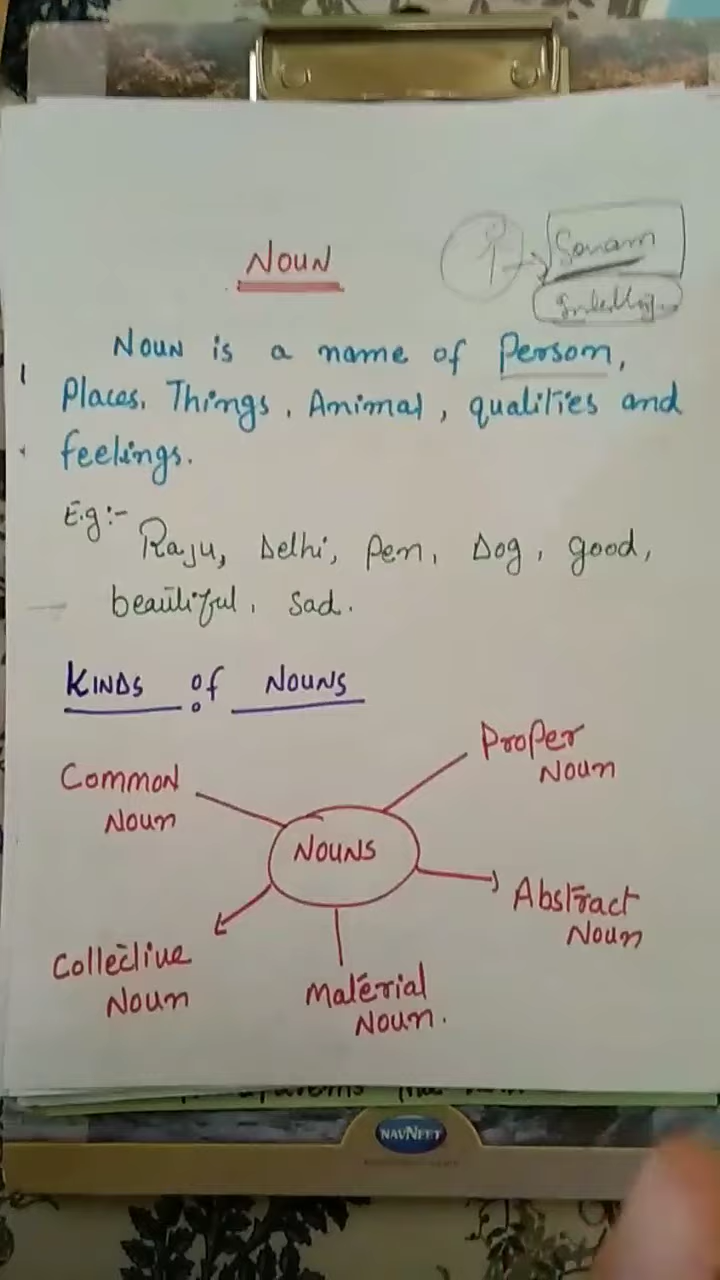 NOUN
Sonam
Noun is a name of Person,
Places, Things, Animal, qualities and
feelings.
E.g:-
Raju, Delhi, Pen, Dog, good,
beautiful, sad.
KINDS of NOUNS
Proper
Noun
Common
Noun
NOUNS
Abstract
Noun
Collective
Noun
Material
Noun.
NAVNEET